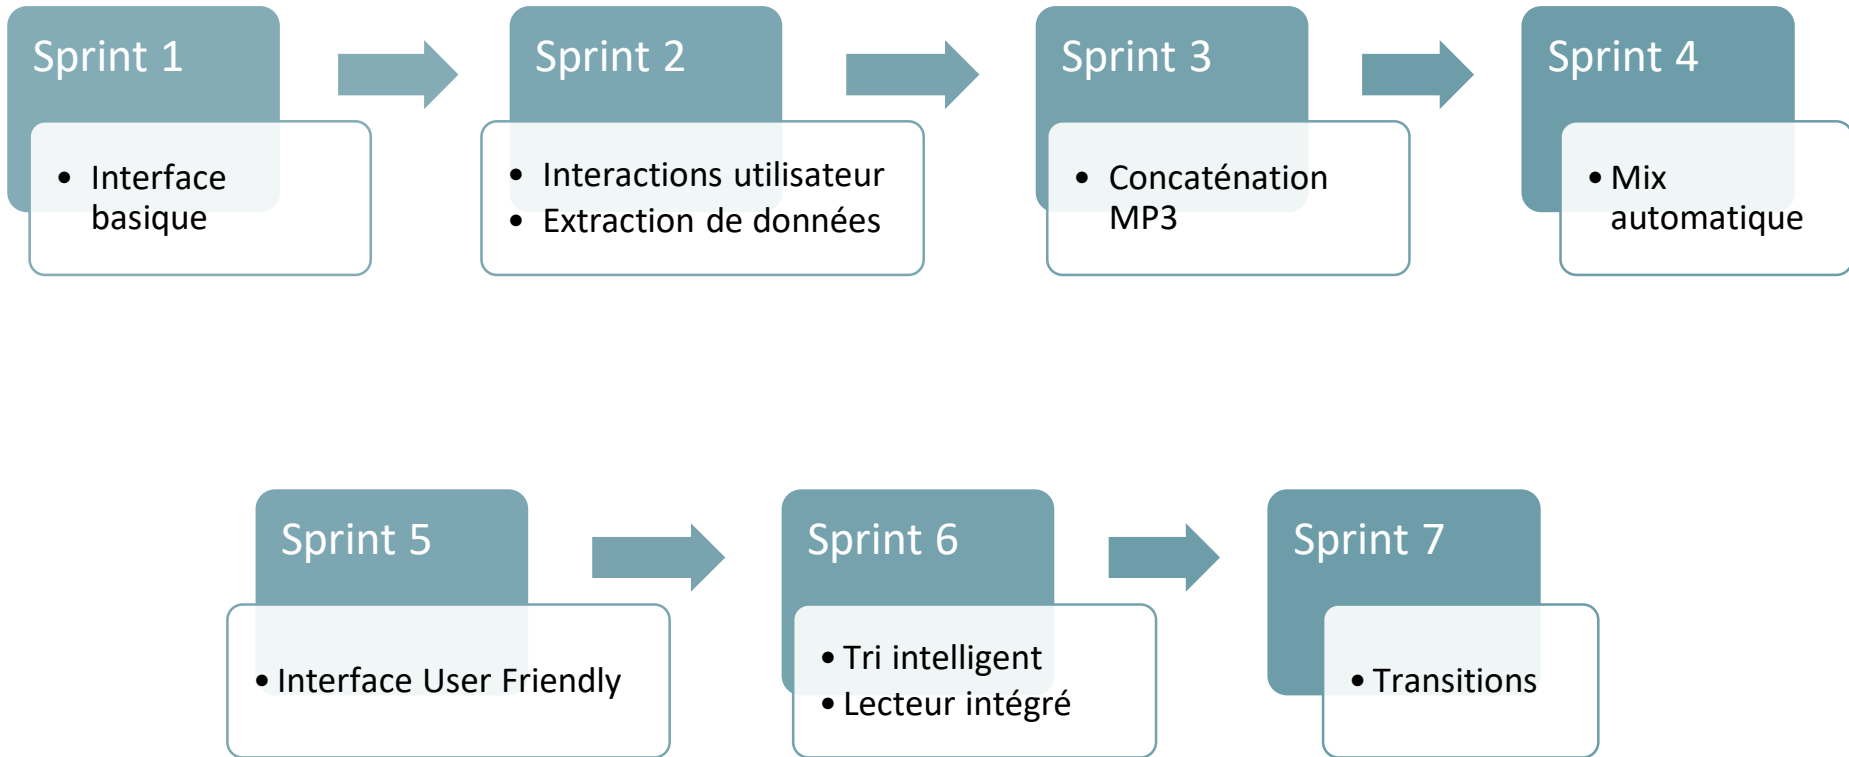 Sprint 1
• Interface
basique
Sprint 2
• Interactions utilisateur
• Extraction de données
Sprint 3
• Concaténation
MP3
Sprint 4
• Mix
automatique
Sprint 5
• Interface User Friendly
Sprint 6
• Tri intelligent
• Lecteur intégré
Sprint 7
• Transitions